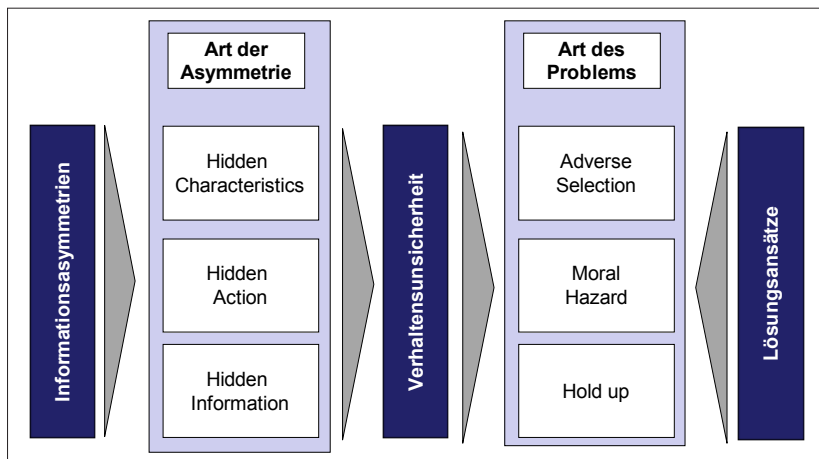 Informationsasymmetrien
Art der
Asymmetrie
Hidden
Characteristics
Hidden
Action
Hidden
Information
Verhaltensunsicherheit
Art des
Problems
Adverse
Selection
Moral
Hazard
Hold up
Lösungsansätze